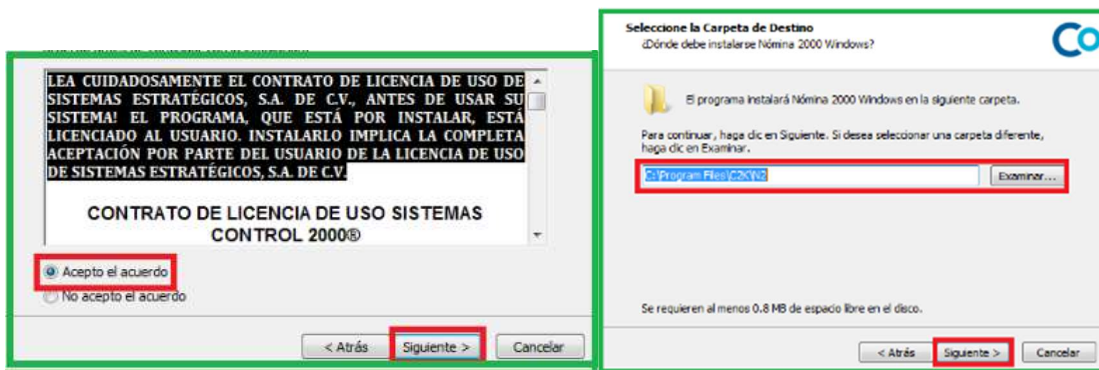 LEA CUIDADOSAMENTE EL CONTRATO DE LICENCIA DE USO DE
SISTEMAS ESTRATÉGICOS, S.A. DE C.V., ANTES DE USAR SU
SISTEMA! EL PROGRAMA, QUE ESTÁ POR INSTALAR, ESTÁ
LICENCIADO AL USUARIO. INSTALARLO IMPLICA LA COMPLETA
ACEPTACIÓN POR PARTE DEL USUARIO DE LA LICENCIA DE USO
DE SISTEMAS ESTRATÉGICOS, S.A. DE C.V.
CONTRATO DE LICENCIA DE USO SISTEMAS
CONTROL 2000®
Acepto el acuerdo
No acepto el acuerdo
< Atrás Siguiente > Cancelar
Seleccione la Carpeta de Destino
¿Dónde debe instalarse Nómina 2000 Windows?
Co
El programa instalará Nómina 2000 Windows en la siguiente carpeta.
Para continuar, haga clic en Siguiente. Si desea seleccionar una carpeta diferente,
haga clic en Examinar.
C:\Program Files\C2K\N2 Examinar...
Se requieren al menos 0.8 MB de espacio libre en el disco.
< Atrás Siguiente > Cancelar